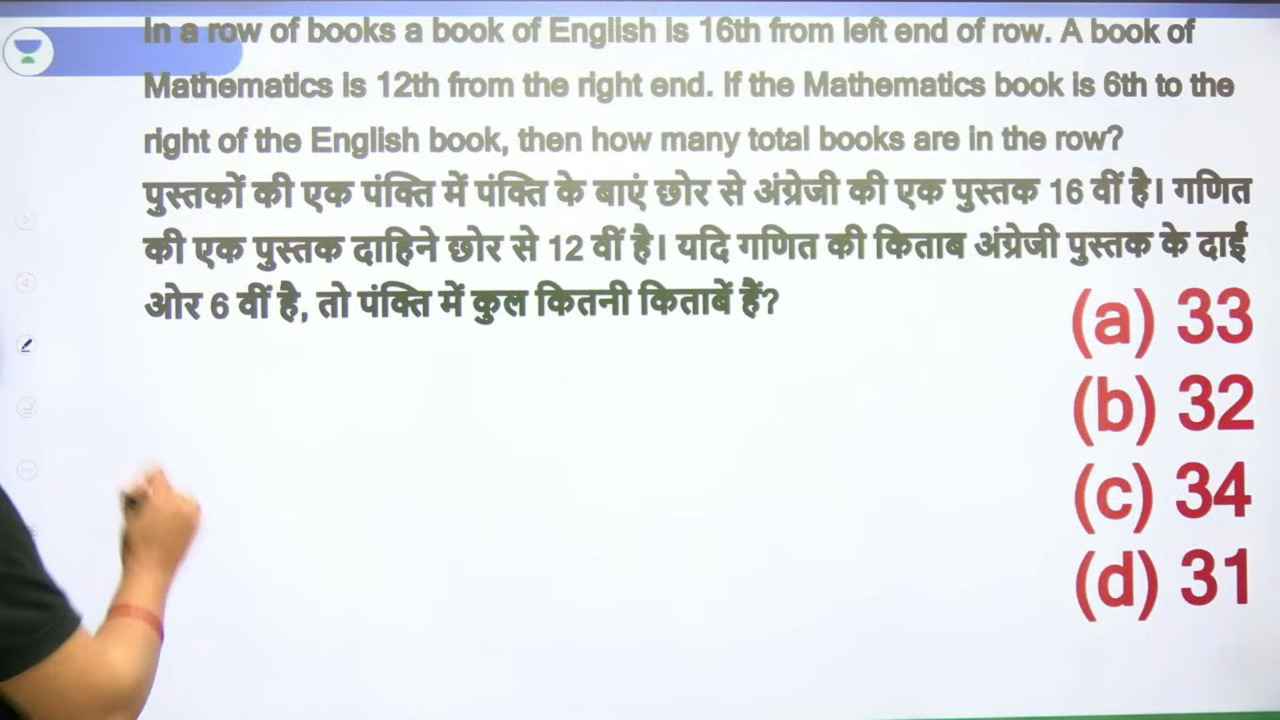 In a row of books a book of English is 16th from left end of row. A book of
Mathematics is 12th from the right end. If the Mathematics book is 6th to the
right of the English book, then how many total books are in the row?
पुस्तकों की एक पंक्ति में पंक्ति के बाएं छोर से अंग्रेजी की एक पुस्तक 16 वीं है। गणित
की एक पुस्तक दाहिने छोर से 12 वीं है। यदि गणित की किताब अंग्रेजी पुस्तक के दाईं
ओर 6 वीं है, तो पंक्ति में कुल कितनी किताबें हैं?
(a) 33
(b) 32
(c) 34
(d) 31